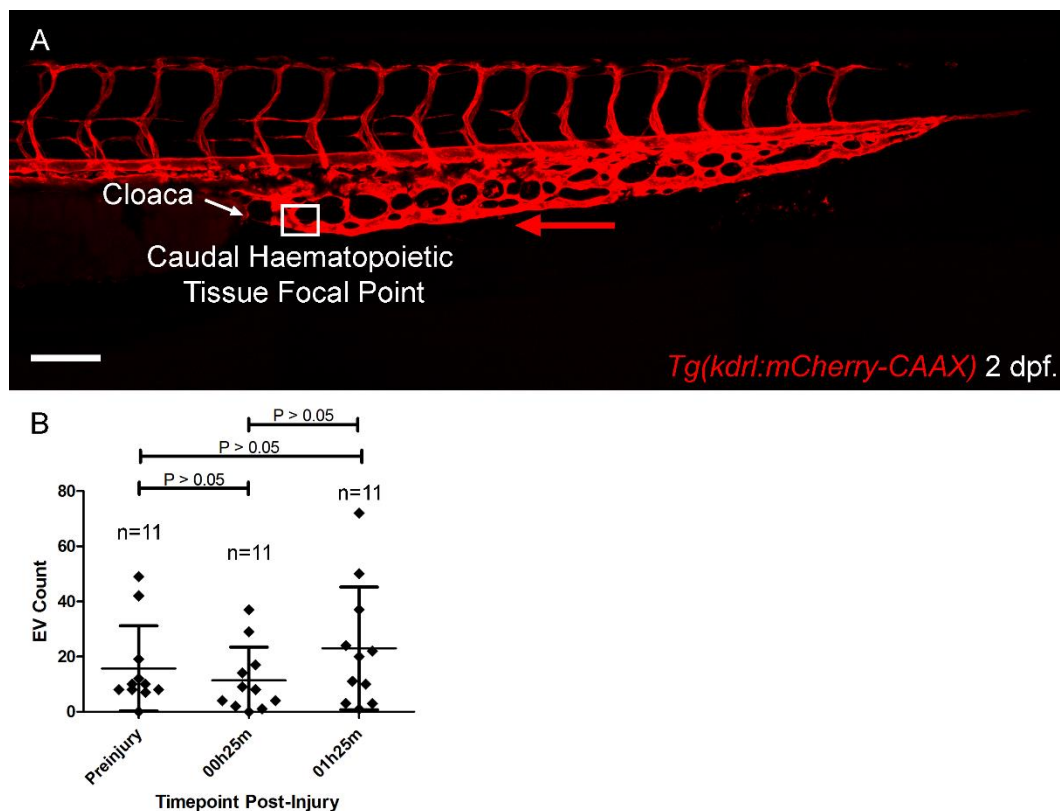 A
Cloaca
Caudal Haematopoietic
Tissue Focal Point
Tg(kdrl:mCherry-CAAX) 2 dpf.
B
P > 0.05
P > 0.05
P > 0.05
80
60
40
20
0
EV Count
n=11
n=11
n=11
Preinjury
00h25m
01h25m
Timepoint Post-Injury